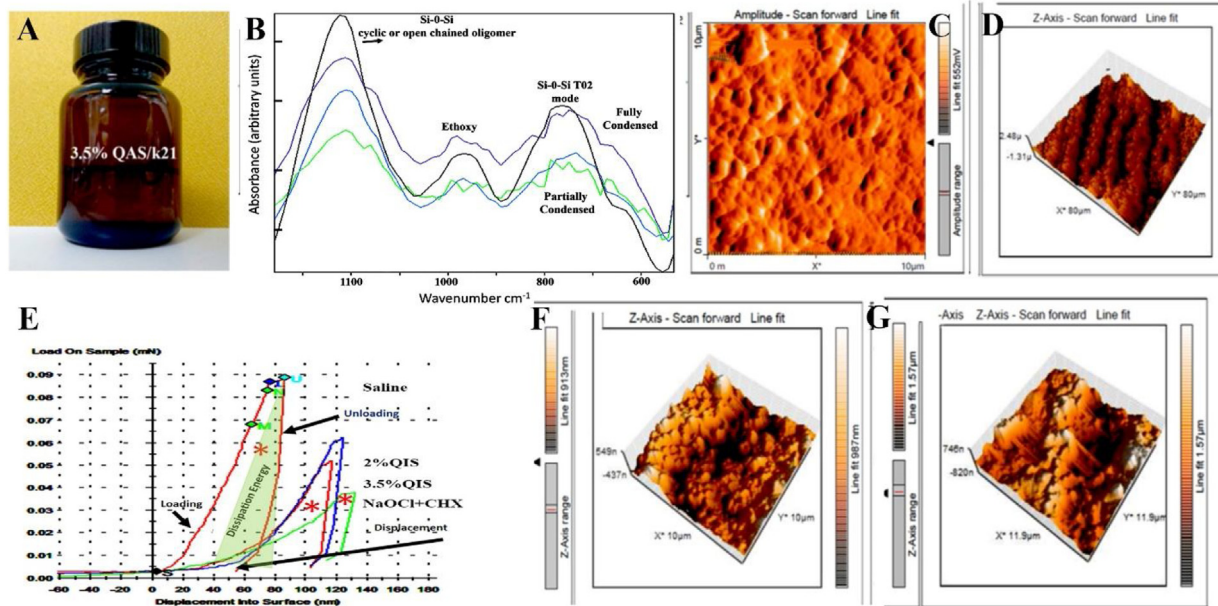 A
3.5% QAS/k21
B
Absorbance (arbitrary units)
Si-0-Si
cyclic or open chained oligomer
Si-0-Si T02
mode
Ethoxy
Fully
Condensed
Partially
Condensed
1100
1000
800
600
Wavenumber cm-1
C
Amplitude - Scan forward Line fit
10µm
Y*
0 m
0 m
X*
10µm
Line fit 552mV
Amplitude range
D
Z-Axis - Scan forward Line fit
2.48µ
-1.31µ
X* 80µm
Y* 80µm
E
Load On Sample (mN)
0.09
0.08
0.07
0.06
0.05
0.04
0.03
0.02
0.01
0.00
-60
-40
-20
0
20
40
60
80
100
120
140
160
180
Displacement Into Surface (nm)
U
N
M
S
Saline
Unloading
Loading
Dissipation Energy
2%QIS
3.5%QIS
NaOCl+CHX
Displacement
F
Z-Axis - Scan forward Line fit
Line fit 913nm
Z-Axis range
549n
-437n
X* 10µm
Y* 10µm
Line fit 987nm
G
-Axis Z-Axis - Scan forward Line fit
Line fit 1.57µm
Z-Axis range
746n
-820n
X* 11.9µm
Y* 11.9µm
Line fit 1.57µm